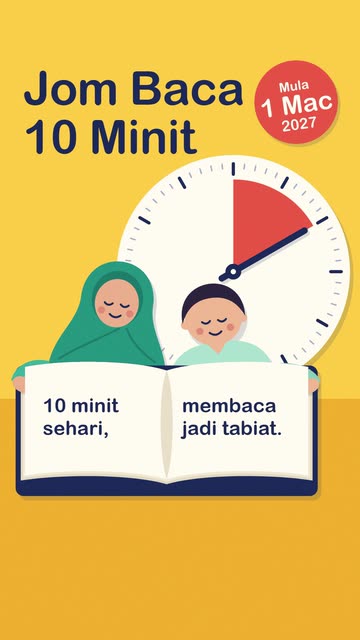 Jom Baca
10 Minit
Mula
1 Mac
2027
10 minit
sehari,
membaca
jadi tabiat.